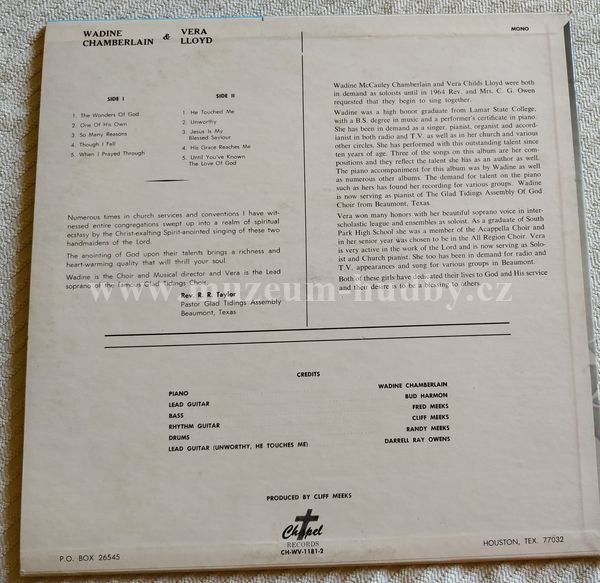 WADINE CHAMBERLAIN & VERA LLOYD
MONO
SIDE I
1. The Wonders Of God
2. One Of His Own
3. So Many Reasons
4. Though I Fall
5. When I Prayed Through
SIDE II
1. He Touched Me
2. Unworthy
3. Jesus Is My
Blessed Saviour
4. His Grace Reaches Me
5. Until You've Known
The Love Of God
Numerous times in church services and conventions I have wit-
nessed entire congregations swept up into a realm of spiritual
ecstasy by the Christ-exalting Spirit-anointed singing of these two
handmaidens of the Lord.
The anointing of God upon their talents brings a richness and
heart-warming quality that will thrill your soul.
Wadine is the Choir and Musical director and Vera is the Lead
soprano of the famous Glad Tidings Choir.
Rev. R. R. Taylor
Pastor Glad Tidings Assembly
Beaumont, Texas
Wadine McCauley Chamberlain and Vera Childs Lloyd were both
in demand as soloists until in 1964 Rev. and Mrs. C. G. Owen
requested that they begin to sing together.
Wadine was a high honor graduate from Lamar State College,
with a B.S. degree in music and a performer's certificate in piano.
She has been in demand as a singer, pianist, organist and accord-
ianist in both radio and T.V. as well as in her church and various
other circles. She has performed with this outstanding talent since
ten years of age. Three of the songs on this album are her com-
positions and they reflect the talent she has as an author as well.
The piano accompaniment for this album was by Wadine as well
as numerous other albums. The demand for talent on the piano
such as hers has found her recording for various groups. Wadine
is now serving as pianist of The Glad Tidings Assembly Of God
Choir from Beaumont, Texas.
Vera won many honors with her beautiful soprano voice in inter-
scholastic league and ensembles as soloist. As a graduate of South
Park High School she was a member of the Acappella Choir and
in her senior year was chosen to be in the All Region Choir. Vera
is very active in the work of the Lord and is now serving as Solo-
ist and Church pianist. She too has been in demand for radio and
T.V. appearances and sung for various groups in Beaumont.
Both of these girls have dedicated their lives to God and His service
and their desire is to be a blessing to others.
www.muzeum-hudby.cz
CREDITS
PIANO WADINE CHAMBERLAIN
LEAD GUITAR BUD HARMON
BASS FRED MEEKS
RHYTHM GUITAR CLIFF MEEKS
DRUMS RANDY MEEKS
LEAD GUITAR (UNWORTHY, HE TOUCHES ME) DARRELL RAY OWENS
PRODUCED BY CLIFF MEEKS
Chapel
RECORDS
CH-WV-1181-2
P.O. BOX 26545
HOUSTON, TEX. 77032